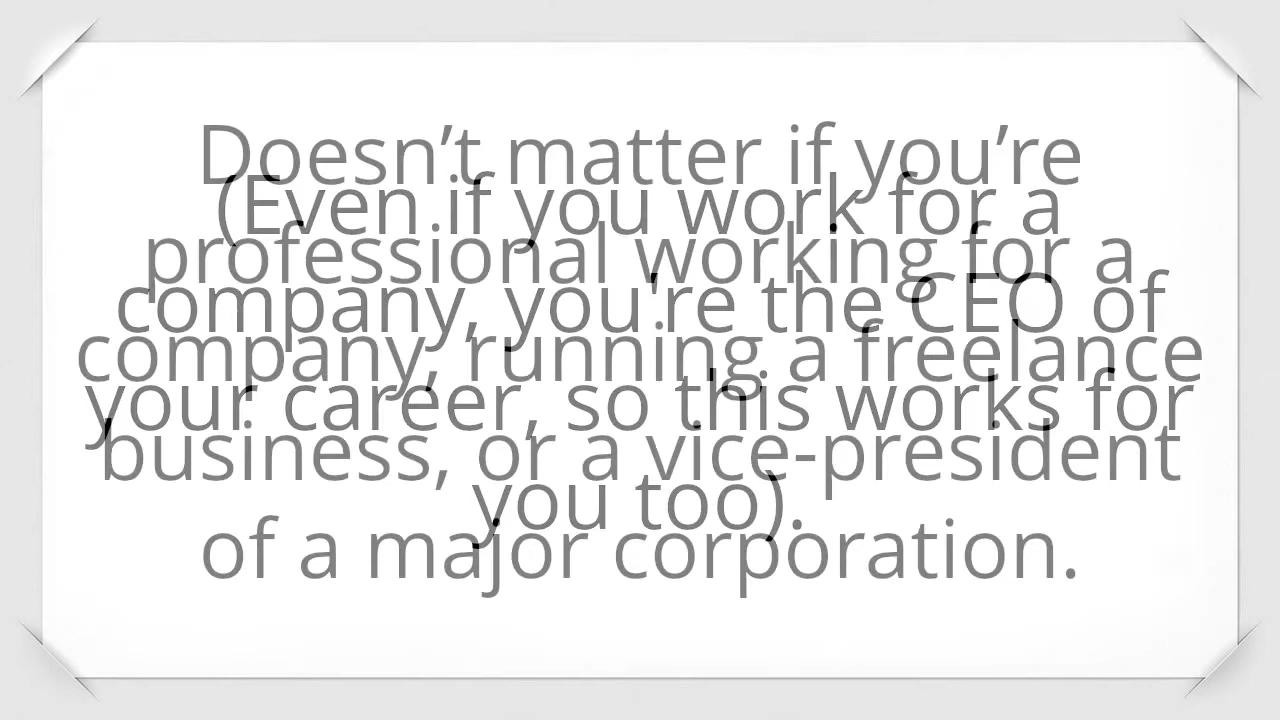 Doesn’t matter if you’re
professional working for a
company, running a freelance
business, or a vice-president
of a major corporation.
(Even if you work for a
company, you're the CEO of
your career, so this works for
you too).